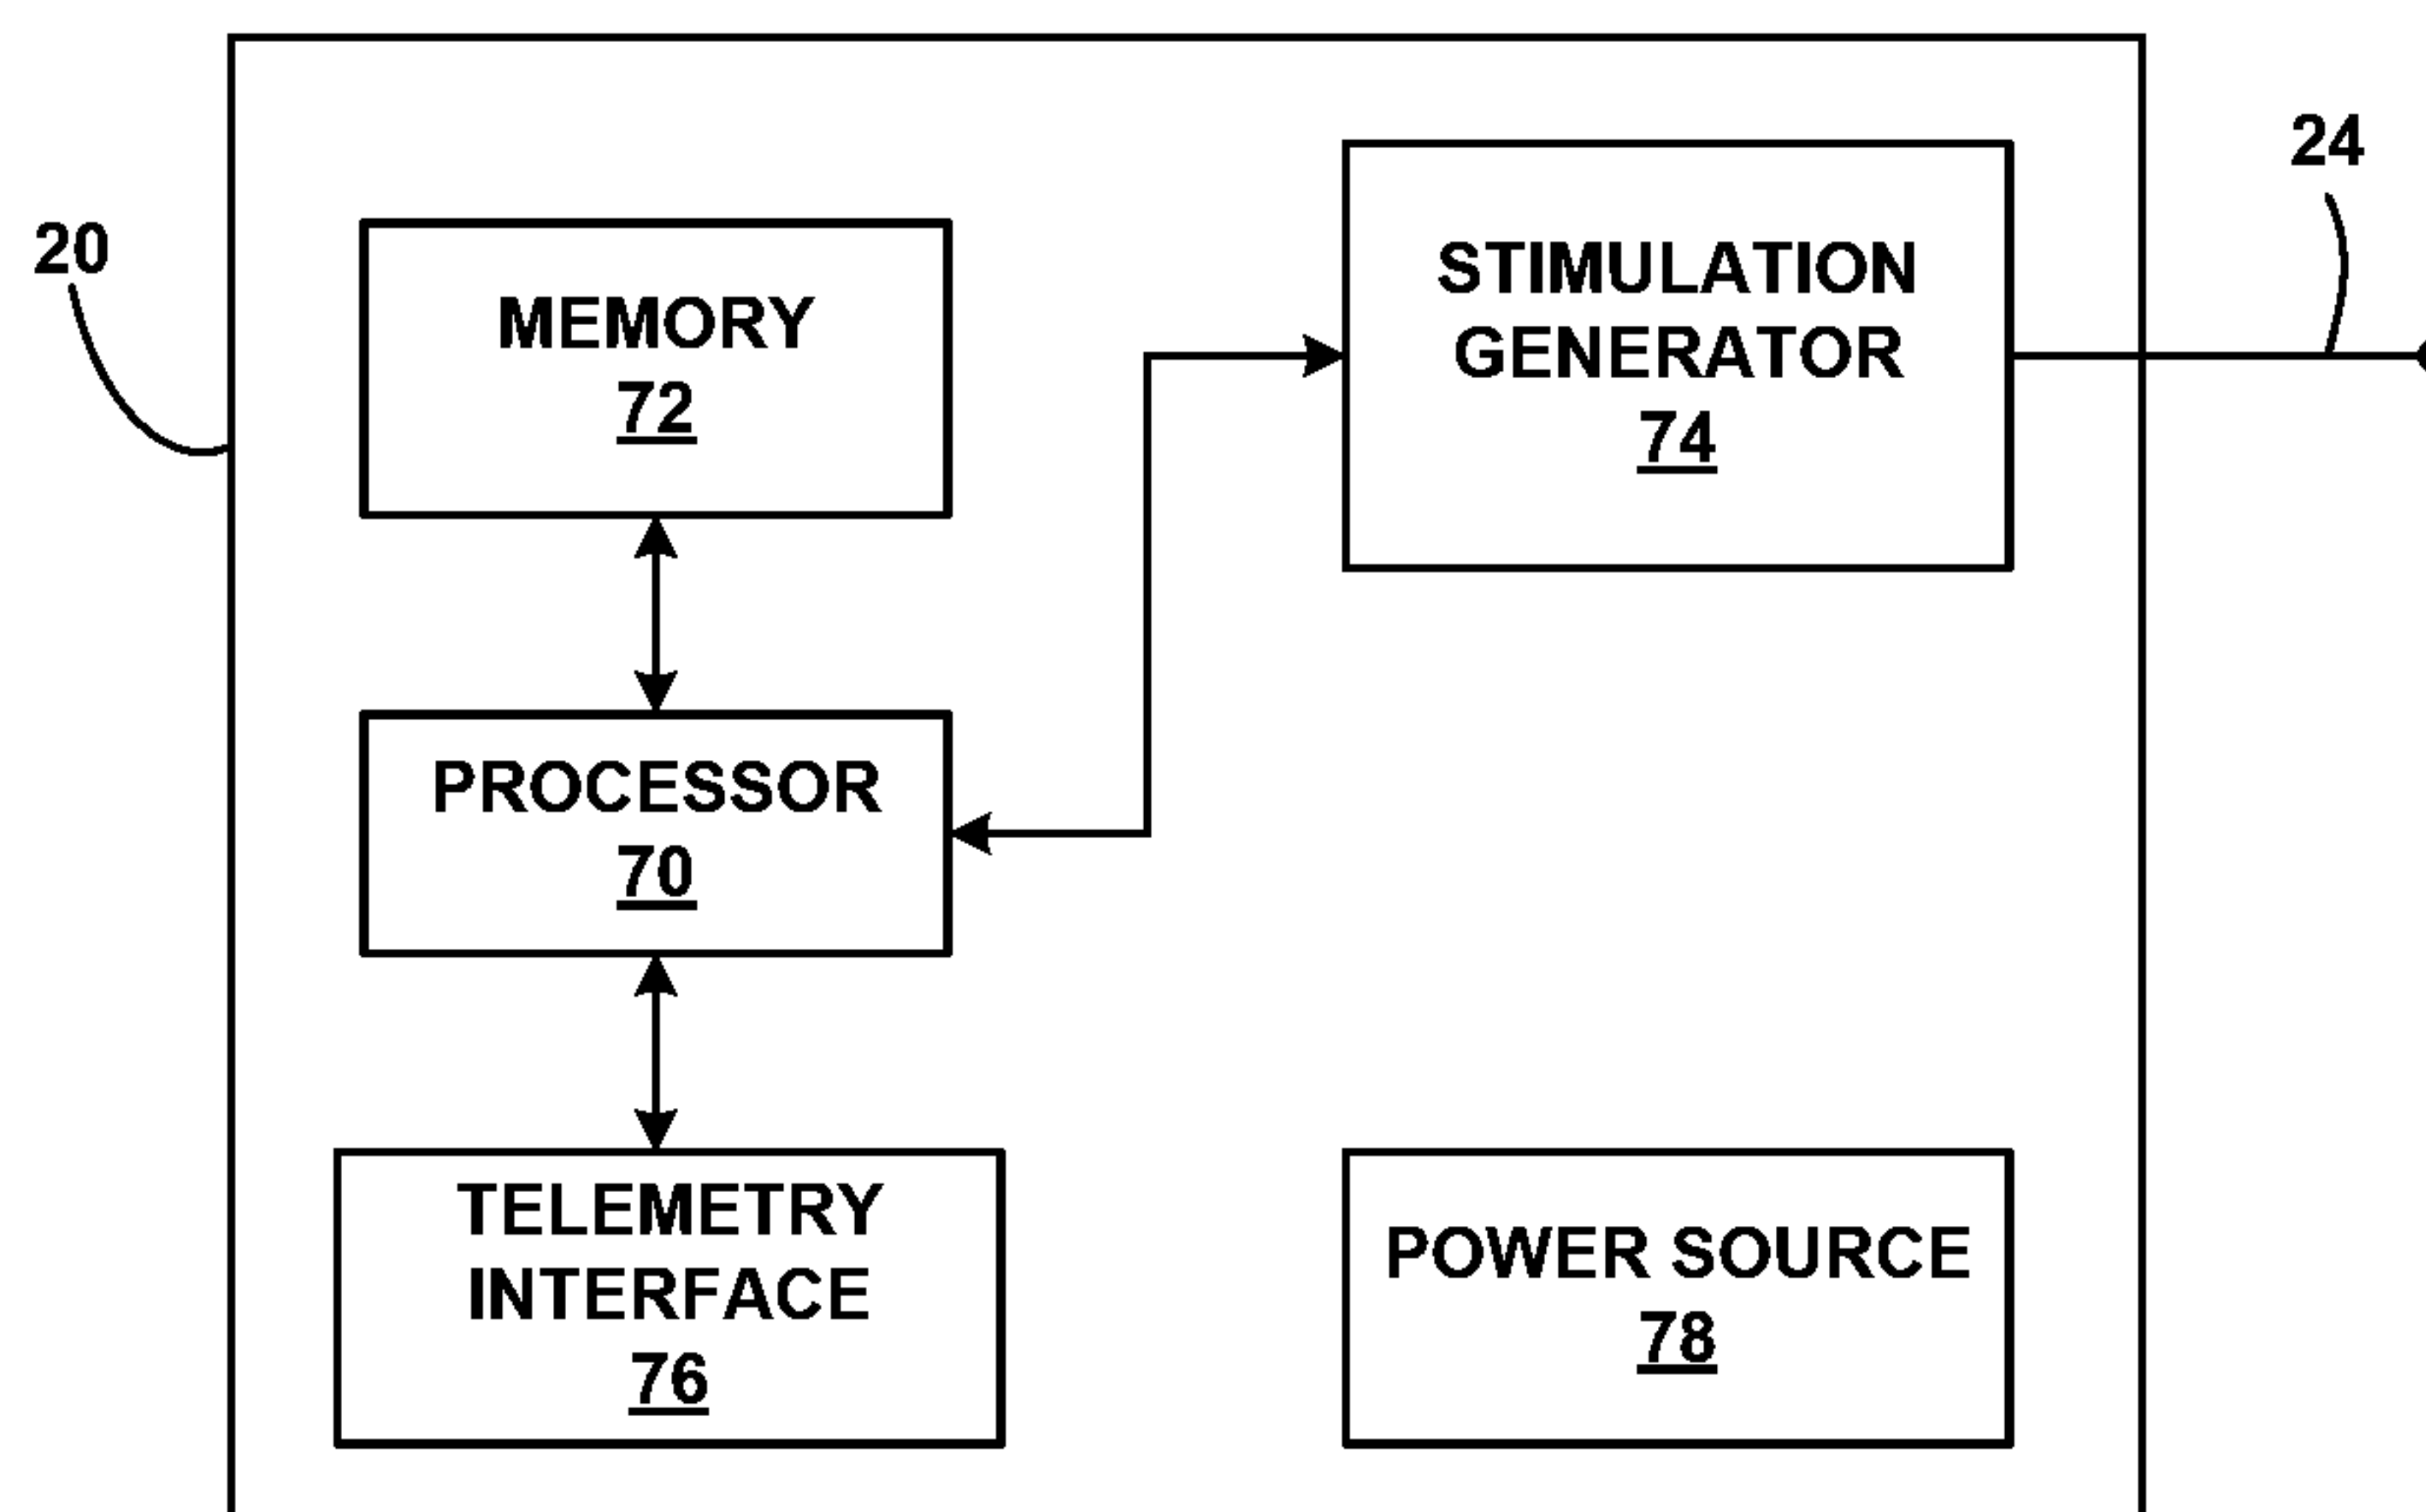 20
24
MEMORY
72
STIMULATION
GENERATOR
74
PROCESSOR
70
TELEMETRY
INTERFACE
76
POWER SOURCE
78